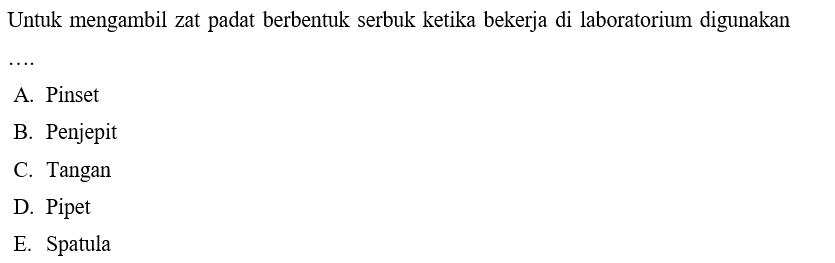 Untuk mengambil zat padat berbentuk serbuk ketika bekerja di laboratorium digunakan
....
A. Pinset
B. Penjepit
C. Tangan
D. Pipet
E. Spatula